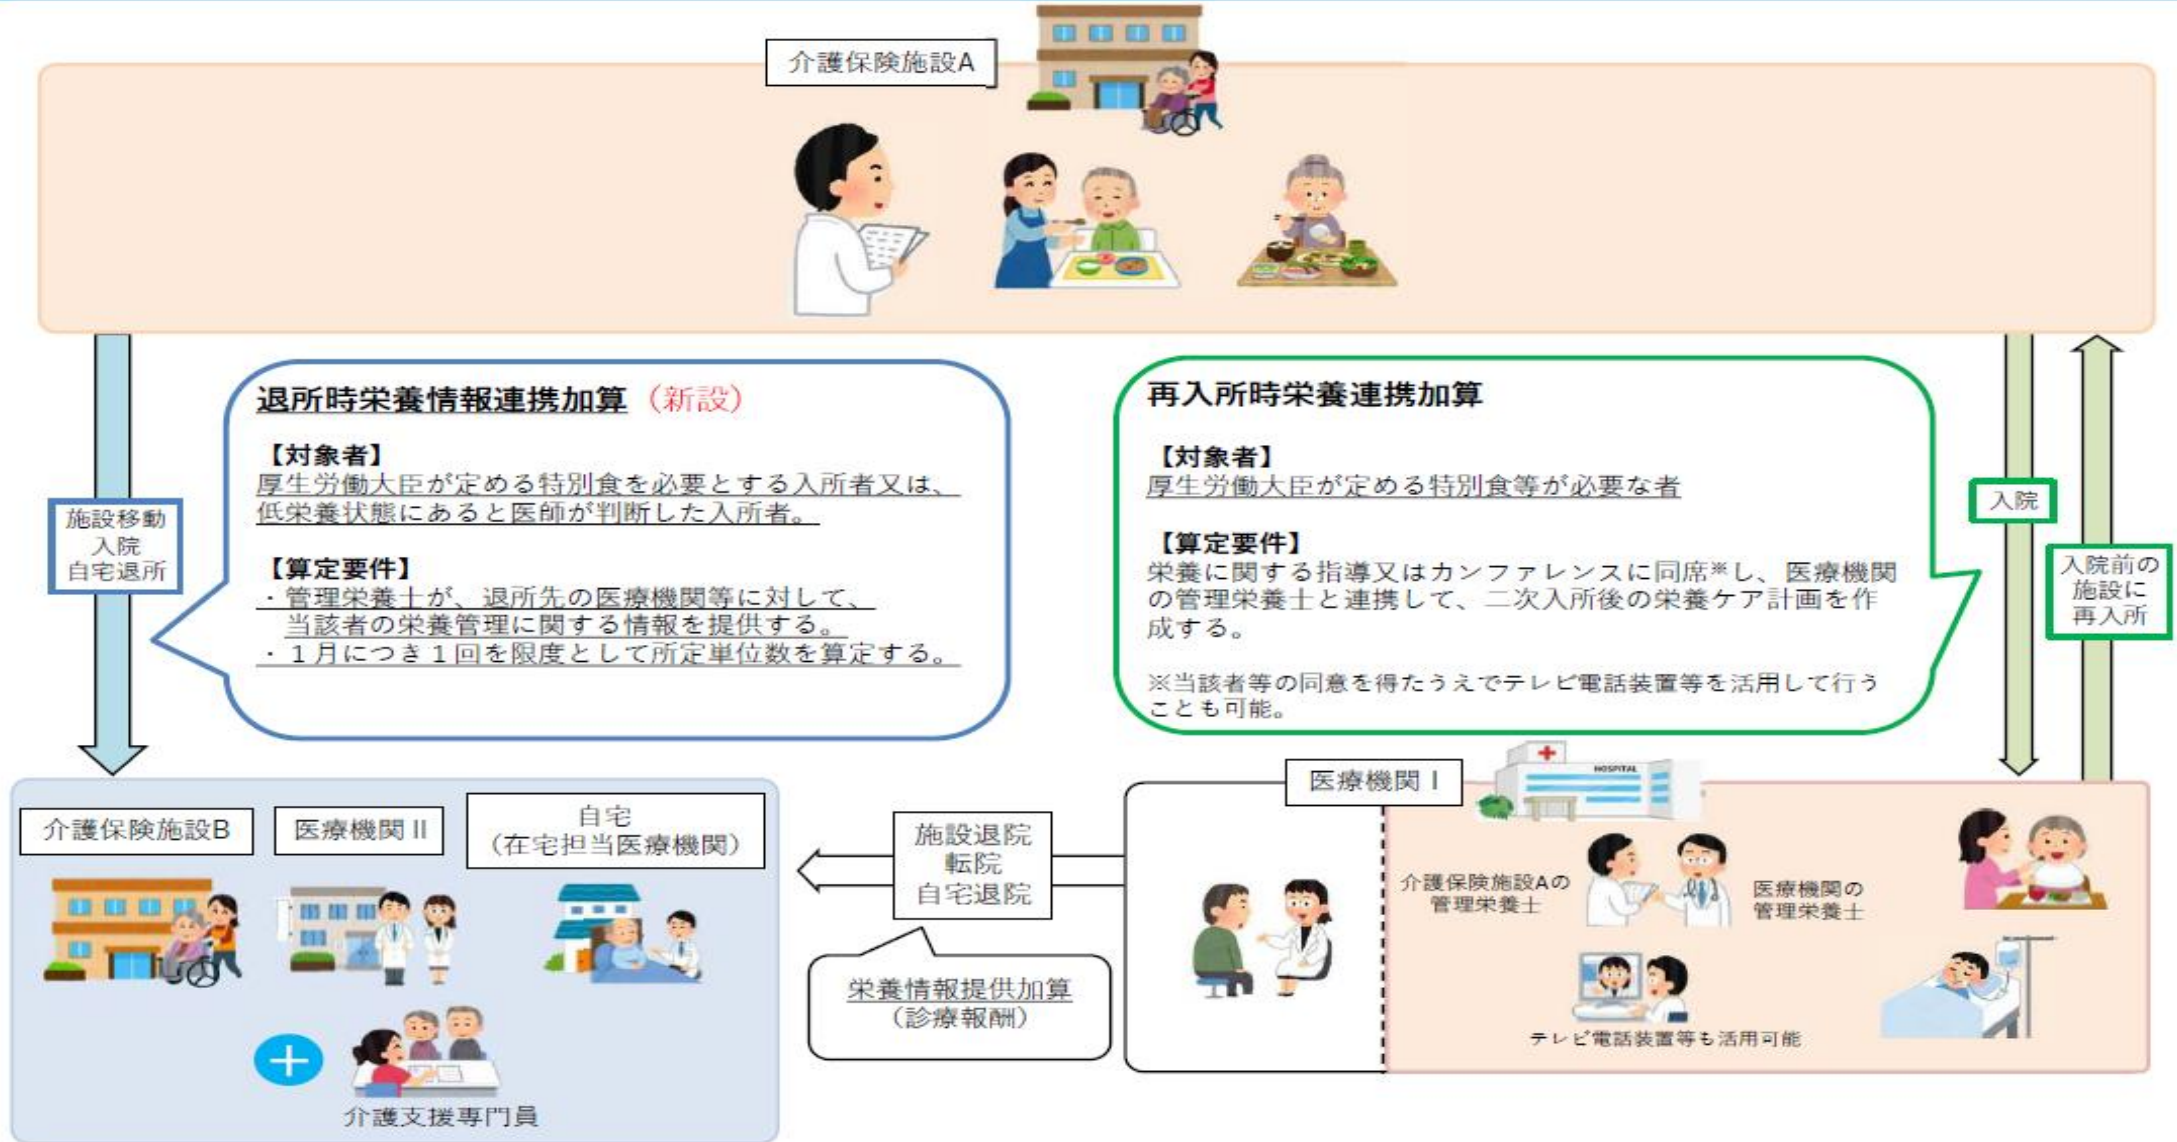 介護保険施設A
退所時栄養情報連携加算（新設）
【対象者】
厚生労働大臣が定める特別食を必要とする入所者又は、
低栄養状態にあると医師が判断した入所者。
【算定要件】
・管理栄養士が、退所先の医療機関等に対して、
当該者の栄養管理に関する情報を提供する。
・１月につき１回を限度として所定単位数を算定する。
施設移動
入院
自宅退所
再入所時栄養連携加算
【対象者】
厚生労働大臣が定める特別食等が必要な者
【算定要件】
栄養に関する指導又はカンファレンスに同席※し、医療機関
の管理栄養士と連携して、二次入所後の栄養ケア計画を作
成する。
※当該者等の同意を得たうえでテレビ電話装置等を活用して行う
ことも可能。
入院
入院前の
施設に
再入所
介護保険施設B
医療機関Ⅱ
自宅
（在宅担当医療機関）
介護支援専門員
施設退院
転院
自宅退院
栄養情報提供加算
（診療報酬）
医療機関Ⅰ
HOSPITAL
介護保険施設Aの
管理栄養士
医療機関の
管理栄養士
テレビ電話装置等も活用可能